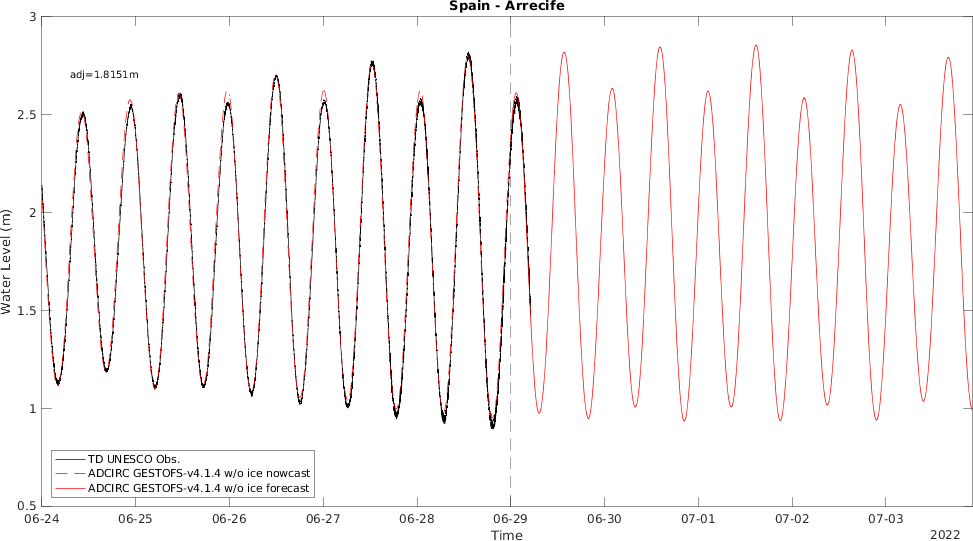 Spain - Arrecife
3
adj=1.8151m
2.5
2
Water Level (m)
1.5
1
TD UNESCO Obs.
ADCIRC GESTOFS-v4.1.4 w/o ice nowcast
ADCIRC GESTOFS-v4.1.4 w/o ice forecast
0.5
06-24 06-25 06-26 06-27 06-28 06-29 06-30 07-01 07-02 07-03
Time
2022